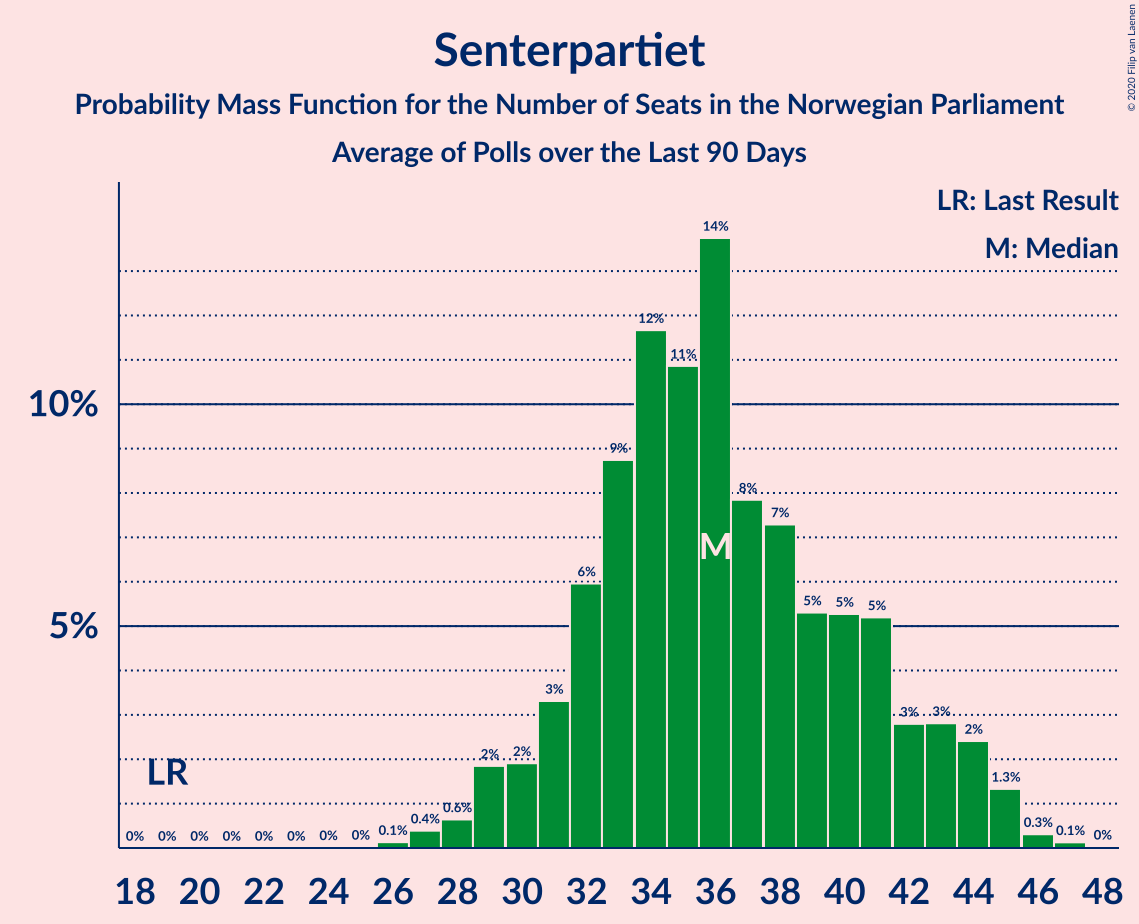 Senterpartiet
Probability Mass Function for the Number of Seats in the Norwegian Parliament
Average of Polls over the Last 90 Days
© 2020 Filip van Laenen
LR: Last Result
M: Median
10%
5%
LR
M
0% 0% 0% 0% 0% 0% 0% 0% 0.1% 0.4% 0.6% 2% 2% 3% 6% 9% 12% 11% 14% 8% 7% 5% 5% 5% 3% 3% 2% 1.3% 0.3% 0.1% 0%
18 20 22 24 26 28 30 32 34 36 38 40 42 44 46 48